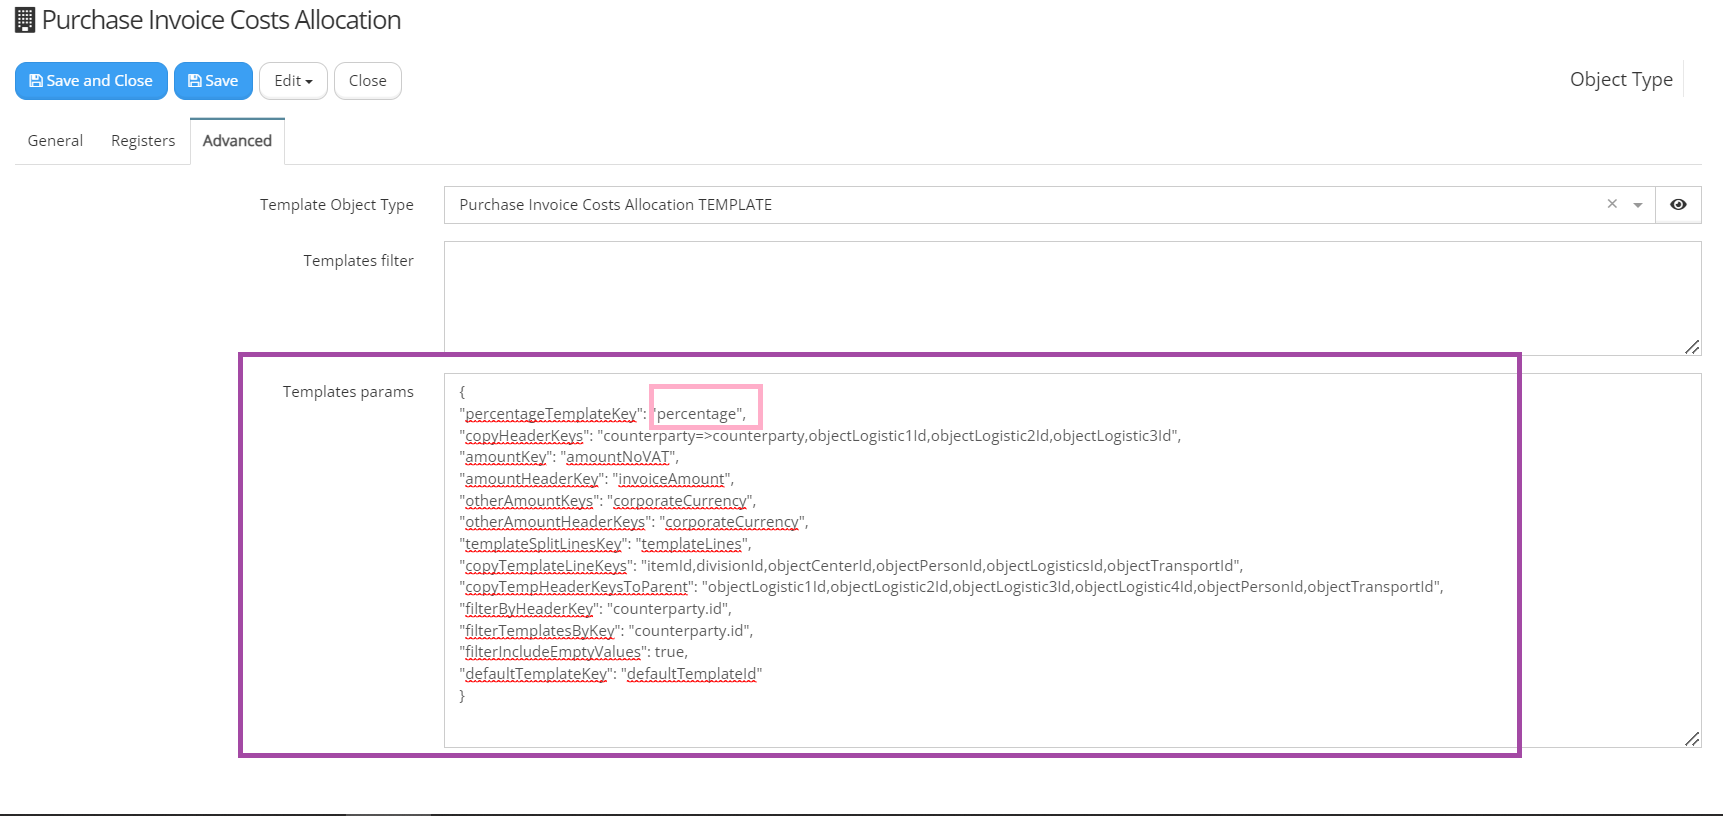 Purchase Invoice Costs Allocation
Save and Close Save Edit Close
Object Type
General Registers Advanced
Template Object Type Purchase Invoice Costs Allocation TEMPLATE
Templates filter
Templates params
{
"percentageTemplateKey": "percentage",
"copyHeaderKeys": "counterparty=>counterparty,objectLogistic1Id,objectLogistic2Id,objectLogistic3Id",
"amountKey": "amountNoVAT",
"amountHeaderKey": "invoiceAmount",
"otherAmountKeys": "corporateCurrency",
"otherAmountHeaderKeys": "corporateCurrency",
"templateSplitLinesKey": "templateLines",
"copyTemplateLineKeys": "itemId,divisionId,objectCenterId,objectPersonId,objectLogisticsId,objectTransportId",
"copyTempHeaderKeysToParent": "objectLogistic1Id,objectLogistic2Id,objectLogistic3Id,objectLogistic4Id,objectPersonId,objectTransportId",
"filterByHeaderKey": "counterparty.id",
"filterTemplatesByKey": "counterparty.id",
"filterIncludeEmptyValues": true,
"defaultTemplateKey": "defaultTemplateId"
}